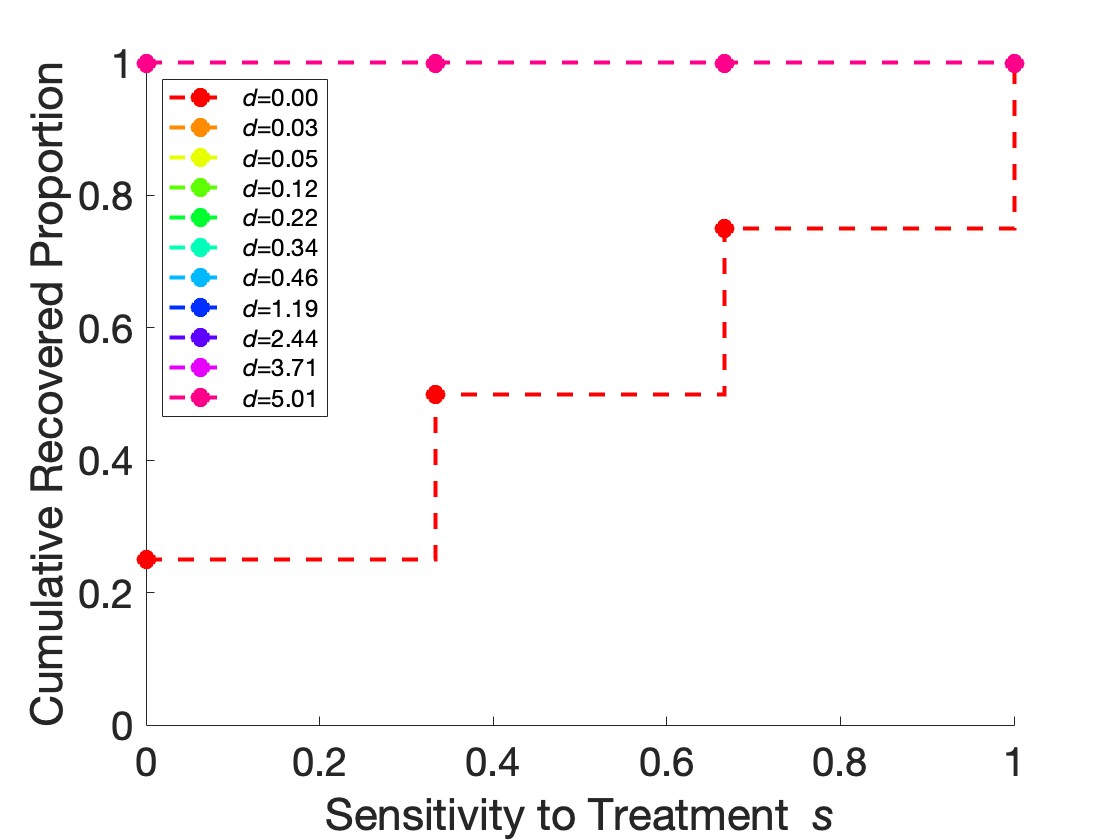 Cumulative Recovered Proportion
1
0.8
0.6
0.4
0.2
0
d=0.00
d=0.03
d=0.05
d=0.12
d=0.22
d=0.34
d=0.46
d=1.19
d=2.44
d=3.71
d=5.01
0 0.2 0.4 0.6 0.8 1
Sensitivity to Treatment s